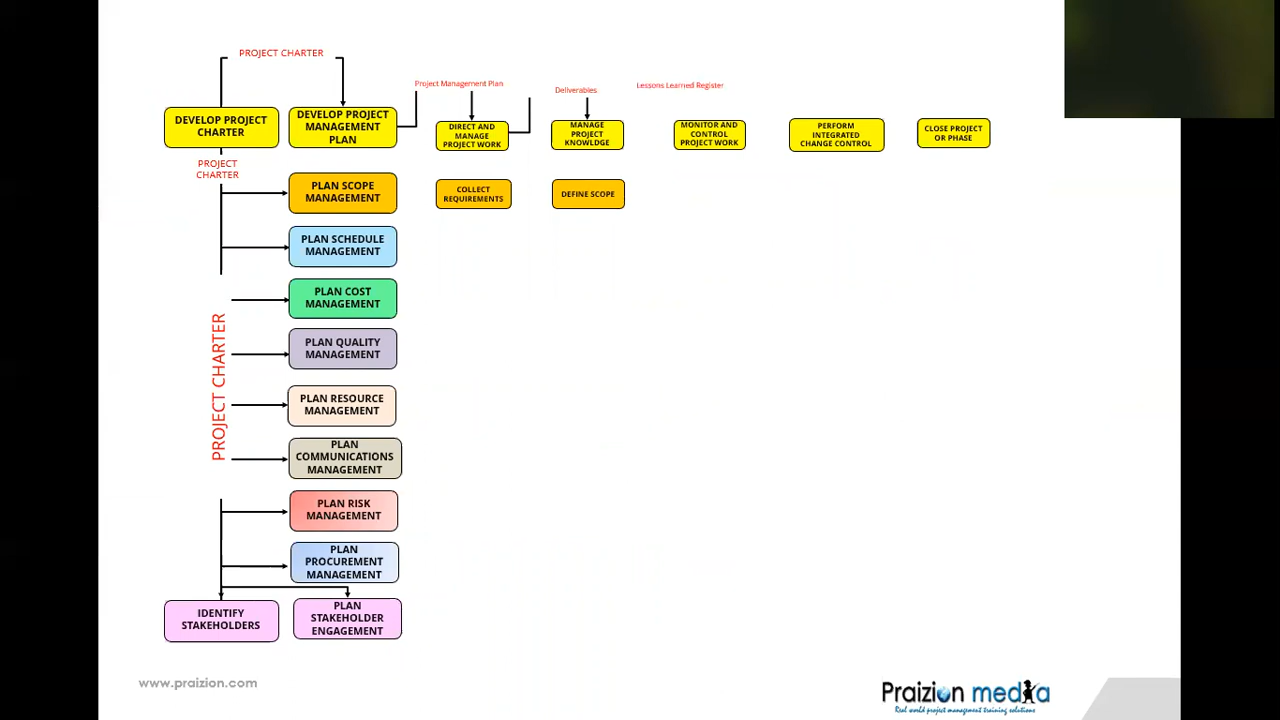 PROJECT CHARTER
Project Management Plan
Deliverables
Lessons Learned Register
DEVELOP PROJECT
CHARTER
DEVELOP PROJECT
MANAGEMENT
PLAN
DIRECT AND
MANAGE
PROJECT WORK
MANAGE
PROJECT
KNOWLDGE
MONITOR AND
CONTROL
PROJECT WORK
PERFORM
INTEGRATED
CHANGE CONTROL
CLOSE PROJECT
OR PHASE
PROJECT
CHARTER
PLAN SCOPE
MANAGEMENT
COLLECT
REQUIREMENTS
DEFINE SCOPE
PLAN SCHEDULE
MANAGEMENT
PLAN COST
MANAGEMENT
PROJECT CHARTER
PLAN QUALITY
MANAGEMENT
PLAN RESOURCE
MANAGEMENT
PLAN
COMMUNICATIONS
MANAGEMENT
PLAN RISK
MANAGEMENT
PLAN
PROCUREMENT
MANAGEMENT
IDENTIFY
STAKEHOLDERS
PLAN
STAKEHOLDER
ENGAGEMENT
www.praizion.com
Praizion media
Real world project management training solutions